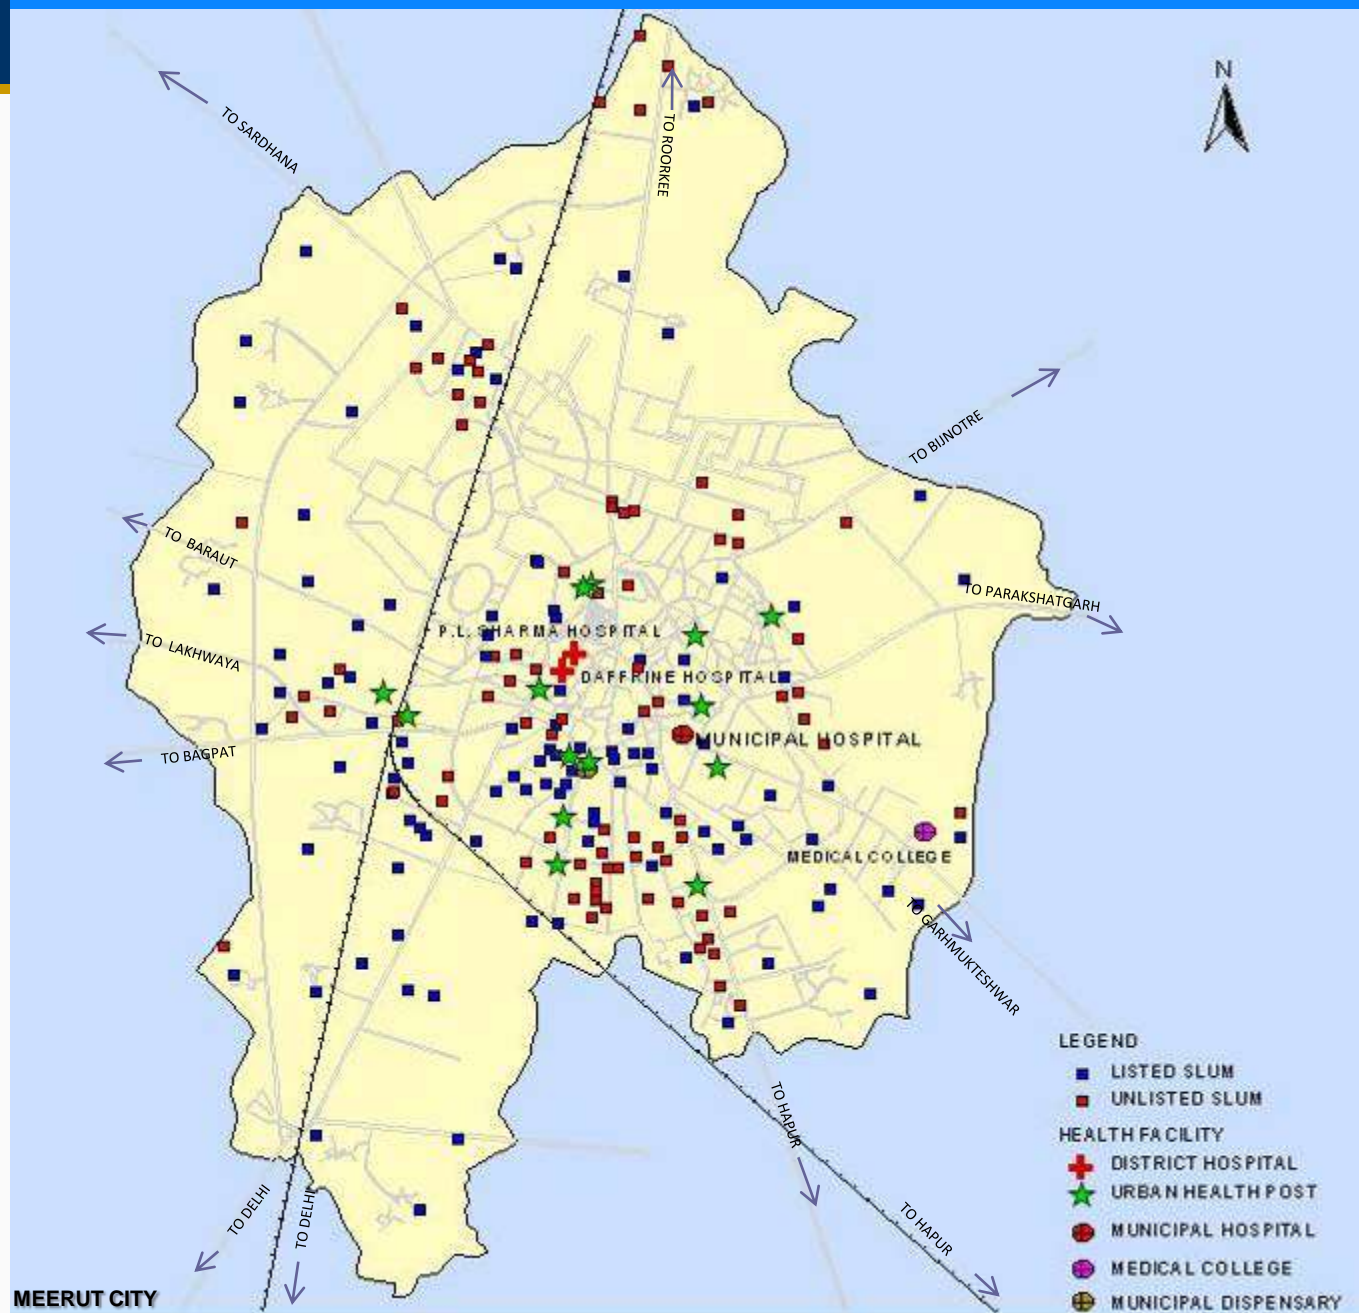 N
TO SARDHANA
TO ROORKEE
TO BIJNOTRE
TO BARAUT
TO PARAKSHATGARH
P.L. SHARMA HOSPITAL
TO LAKHWAYA
DAFFRINE HOSPITAL
MUNICIPAL HOSPITAL
TO BAGPAT
MEDICAL COLLEGE
TO GARHMUKTESHWAR
LEGEND
LISTED SLUM
UNLISTED SLUM
HEALTH FACILITY
DISTRICT HOSPITAL
URBAN HEALTH POST
MUNICIPAL HOSPITAL
MEDICAL COLLEGE
MUNICIPAL DISPENSARY
TO HAPUR
TO HAPUR
TO DELHI
TO DELHI
MEERUT CITY